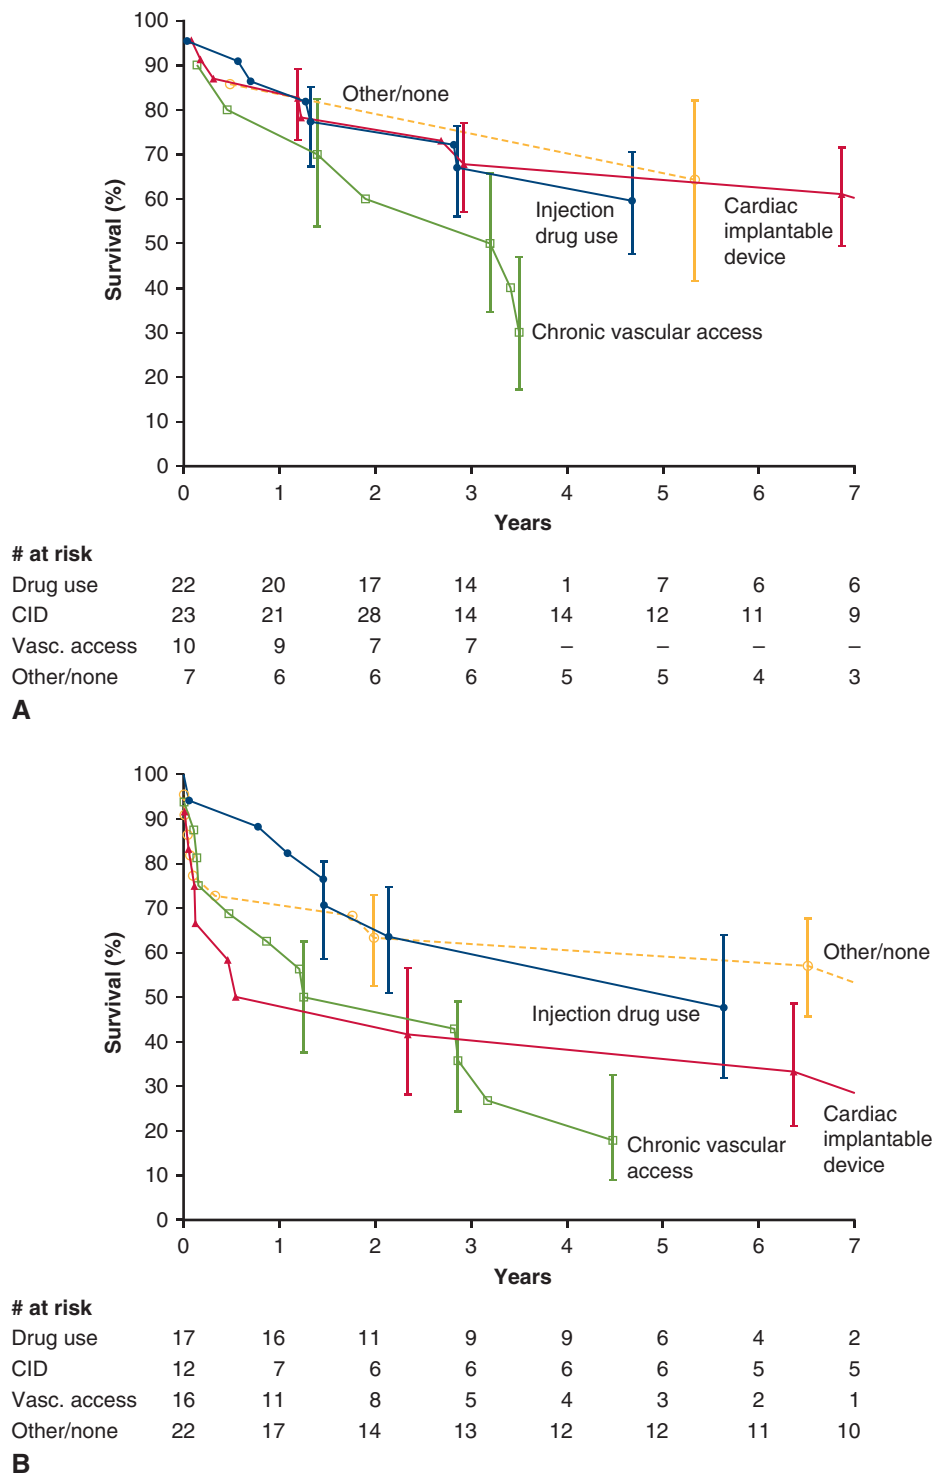 100
90
80
70
60
50
40
30
20
10
0
Survival (%)
Other/none
Injection
drug use
Cardiac
implantable
device
Chronic vascular access
0 1 2 3 4 5 6 7
Years
# at risk
Drug use 22 20 17 14 1 7 6 6
CID 23 21 28 14 14 12 11 9
Vasc. access 10 9 7 7 – – – –
Other/none 7 6 6 6 5 5 4 3
A
100
90
80
70
60
50
40
30
20
10
0
Survival (%)
Other/none
Injection drug use
Cardiac
implantable
device
Chronic vascular
access
0 1 2 3 4 5 6 7
Years
# at risk
Drug use 17 16 11 9 9 6 4 2
CID 12 7 6 6 6 6 5 5
Vasc. access 16 11 8 5 4 3 2 1
Other/none 22 17 14 13 12 12 11 10
B